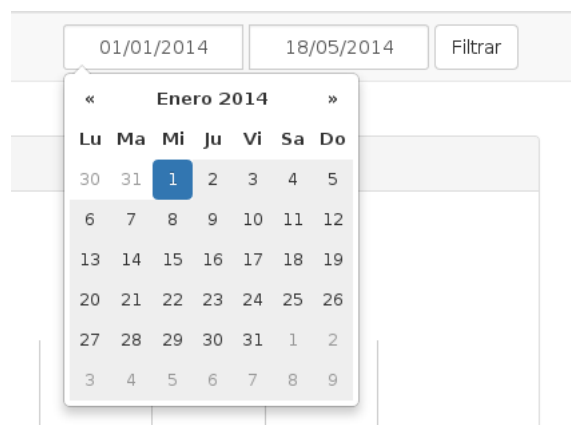 01/01/2014 18/05/2014 Filtrar
« Enero 2014 »
Lu Ma Mi Ju Vi Sa Do
30 31 1 2 3 4 5
6 7 8 9 10 11 12
13 14 15 16 17 18 19
20 21 22 23 24 25 26
27 28 29 30 31 1 2
3 4 5 6 7 8 9